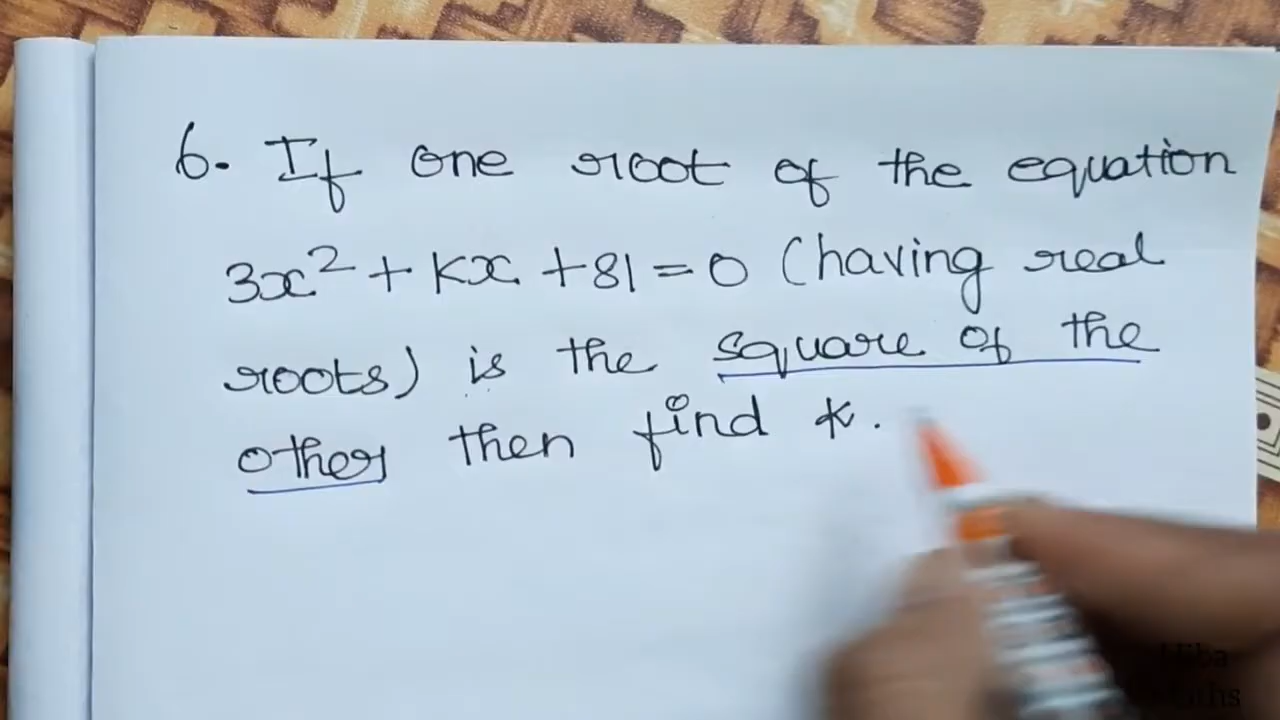 6. If one root of the equation
3x² + kx + 81 = 0 (having real
roots) is the square of the
other then find k.